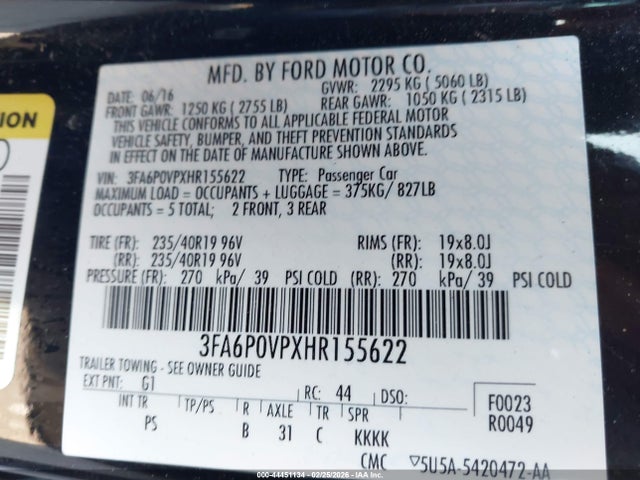 MFD. BY FORD MOTOR CO.
DATE: 06/16 GVWR: 2295 KG ( 5060 LB)
FRONT GAWR: 1250 KG ( 2755 LB) REAR GAWR: 1050 KG ( 2315 LB)
THIS VEHICLE CONFORMS TO ALL APPLICABLE FEDERAL MOTOR
VEHICLE SAFETY, BUMPER, AND THEFT PREVENTION STANDARDS
IN EFFECT ON THE DATE OF MANUFACTURE SHOWN ABOVE.
VIN: 3FA6P0VPXHR155622 TYPE: Passenger Car
MAXIMUM LOAD = OCCUPANTS + LUGGAGE = 375KG/ 827LB
OCCUPANTS = 5 TOTAL; 2 FRONT, 3 REAR
TIRE (FR): 235/40R19 96V RIMS (FR): 19x8.0J
(RR): 235/40R19 96V (RR): 19x8.0J
PRESSURE (FR): 270 kPa/ 39 PSI COLD (RR): 270 kPa/ 39 PSI COLD
3FA6P0VPXHR155622
TRAILER TOWING - SEE OWNER GUIDE
EXT PNT: G1 RC: 44 DSO: F0023
INT TR TP/PS R AXLE TR SPR R0049
PS B 31 C KKKK
CMC ▽5U5A-5420472-AA
ION
© IAA - 44451134 - 02/25/2026 - COPART